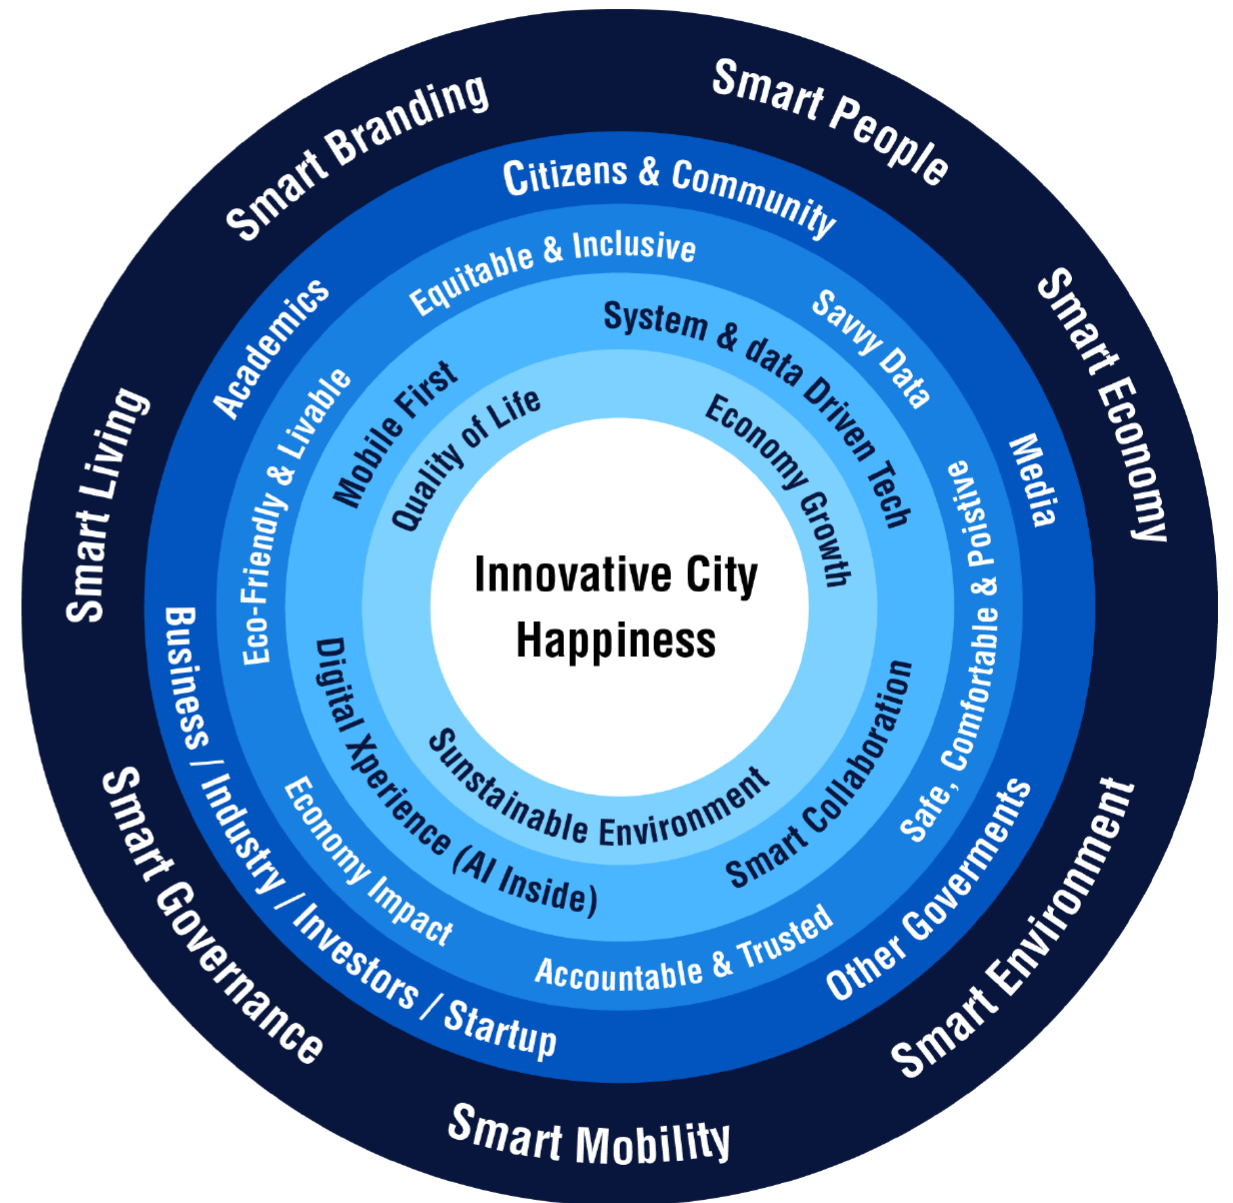 Smart Branding
Smart People
Smart Economy
Smart Environment
Smart Mobility
Smart Governance
Smart Living
Citizens & Community
Media
Other Goverments
Business / Industry / Investors / Startup
Academics
Equitable & Inclusive
Savvy Data
Safe, Comfortable & Poistive
Accountable & Trusted
Economy Impact
Eco-Friendly & Livable
System & data Driven Tech
Smart Collaboration
Digital Xperience (AI Inside)
Mobile First
Quality of Life
Economy Growth
Sunstainable Environment
Innovative City
Happiness